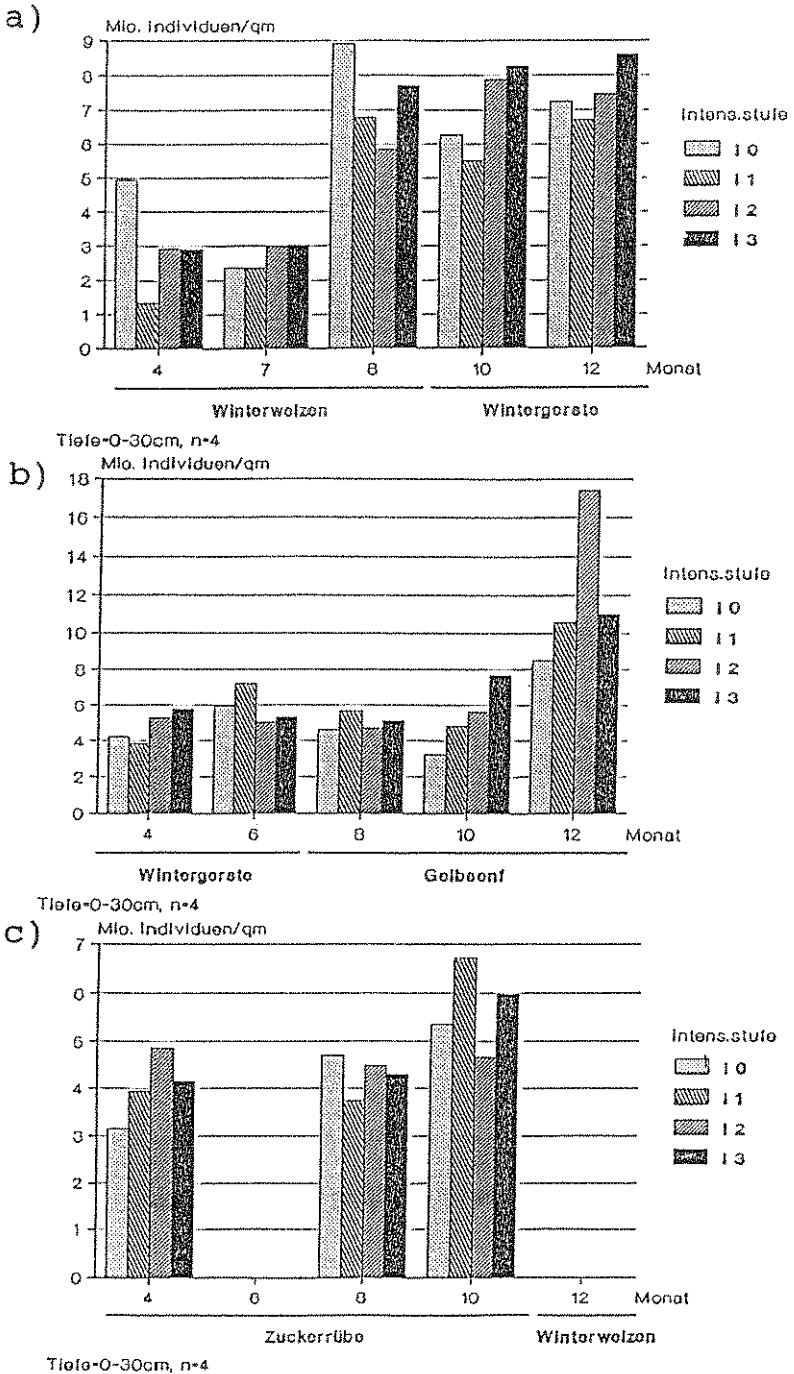 a)
Mio. Individuen/qm
9
8
7
6
5
4
3
2
1
0
4 7 8 10 12 Monat
Winterweizen Wintergerste
Intens.stufe
I 0
I 1
I 2
I 3
Tiefe=0-30cm, n=4
b)
Mio. Individuen/qm
18
16
14
12
10
8
6
4
2
0
4 6 8 10 12 Monat
Wintergerste Gelbsenf
Intens.stufe
I 0
I 1
I 2
I 3
Tiefe=0-30cm, n=4
c)
Mio. Individuen/qm
7
6
5
4
3
2
1
0
4 6 8 10 12 Monat
Zuckerrübe Winterweizen
Intens.stufe
I 0
I 1
I 2
I 3
Tiefe=0-30cm, n=4